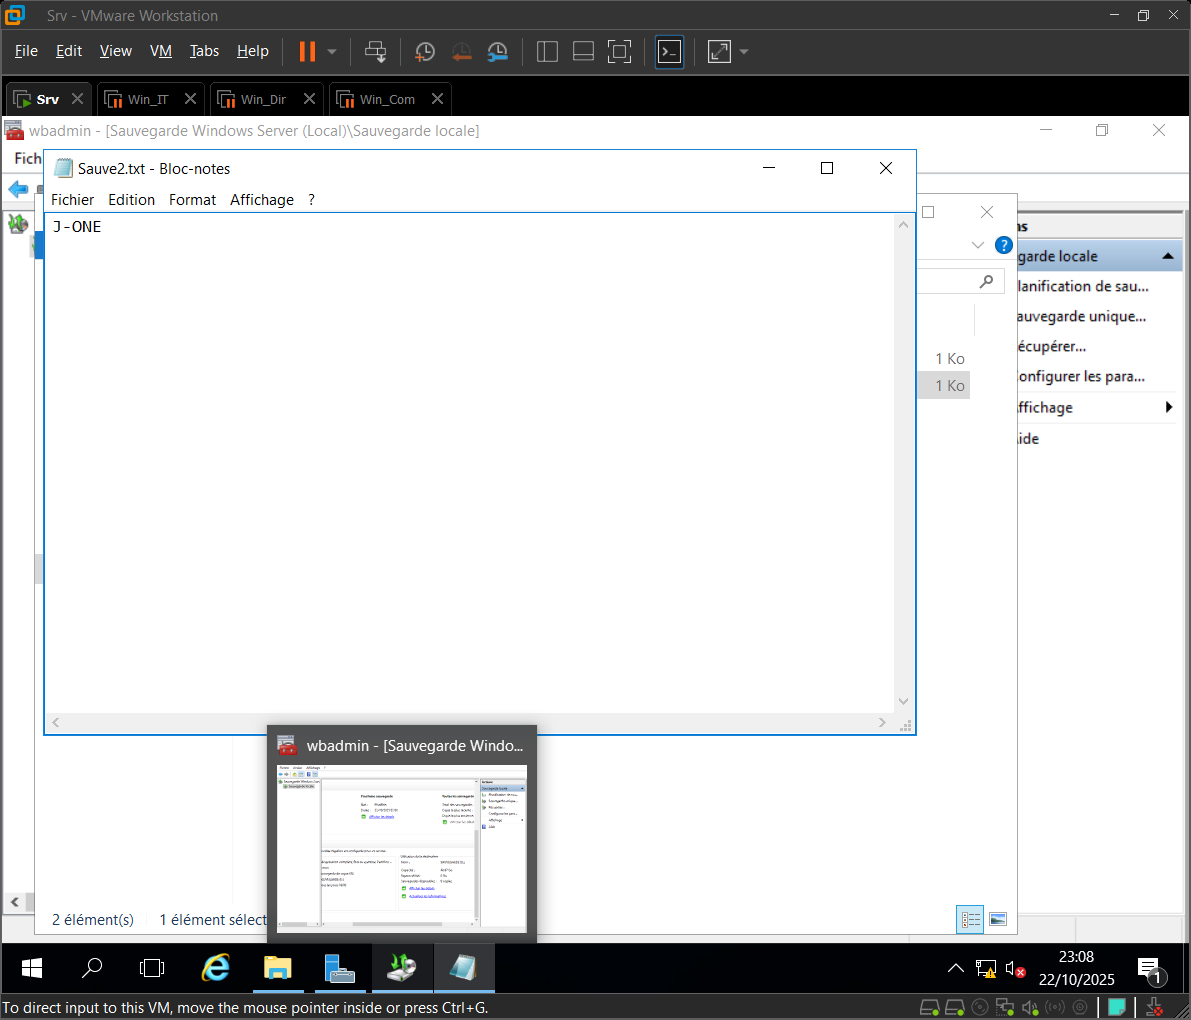 Srv - VMware Workstation
File Edit View VM Tabs Help
Srv Win_IT Win_Dir Win_Com
wbadmin - [Sauvegarde Windows Server (Local)\Sauvegarde locale]
Fich
Sauve2.txt - Bloc-notes
Fichier Edition Format Affichage ?
J-ONE
ns
garde locale
lanification de sau...
auvegarde unique...
écupérer...
onfigurer les para...
ffichage
ide
1 Ko
1 Ko
wbadmin - [Sauvegarde Windo...
2 élément(s) 1 élément sélect
23:08
22/10/2025
1
To direct input to this VM, move the mouse pointer inside or press Ctrl+G.